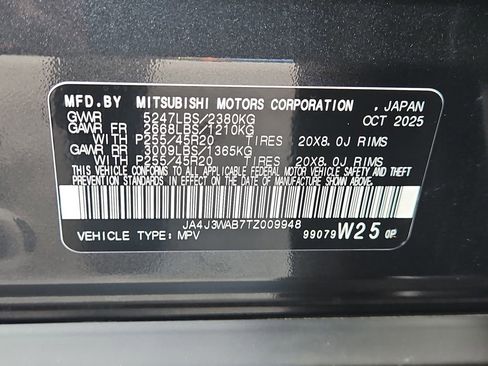 MFD.BY MITSUBISHI MOTORS CORPORATION , JAPAN
GVWR 5247LBS/2380KG OCT 2025
GAWR FR 2668LBS/1210KG
P255/45R20 TIRES 20X8.0J RIMS
GAWR RR 3009LBS/1365KG
P255/45R20 TIRES 20X8.0J RIMS
THIS VEHICLE CONFORMS TO ALL APPLICABLE FEDERAL MOTOR VEHICLE SAFETY AND THEFT PREVENTION STANDARDS IN EFFECT ON THE DATE OF MANUFACTURE SHOWN ABOVE.
JA4J3WAB7TZ009948
VEHICLE TYPE: MPV 99079 W25 OP